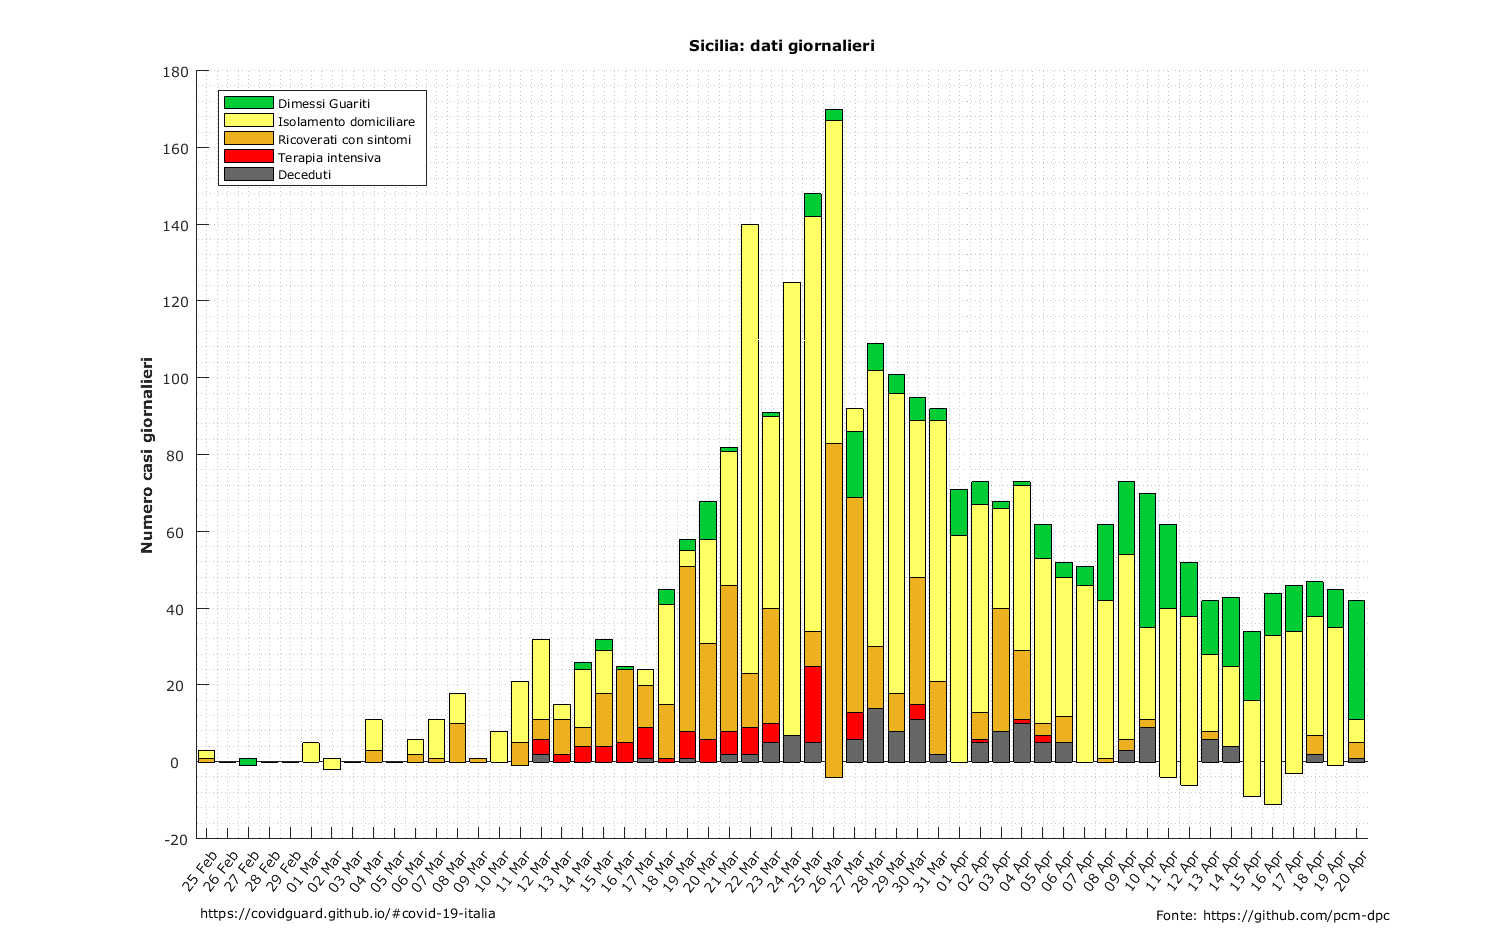 Sicilia: dati giornalieri
Dimessi Guariti
Isolamento domiciliare
Ricoverati con sintomi
Terapia intensiva
Deceduti
Numero casi giornalieri
180
160
140
120
100
80
60
40
20
0
-20
25 Feb
26 Feb
27 Feb
28 Feb
29 Feb
01 Mar
02 Mar
03 Mar
04 Mar
05 Mar
06 Mar
07 Mar
08 Mar
09 Mar
10 Mar
11 Mar
12 Mar
13 Mar
14 Mar
15 Mar
16 Mar
17 Mar
18 Mar
19 Mar
20 Mar
21 Mar
22 Mar
23 Mar
24 Mar
25 Mar
26 Mar
27 Mar
28 Mar
29 Mar
30 Mar
31 Mar
01 Apr
02 Apr
03 Apr
04 Apr
05 Apr
06 Apr
07 Apr
08 Apr
09 Apr
10 Apr
11 Apr
12 Apr
13 Apr
14 Apr
15 Apr
16 Apr
17 Apr
18 Apr
19 Apr
20 Apr
https://covidguard.github.io/#covid-19-italia
Fonte: https://github.com/pcm-dpc